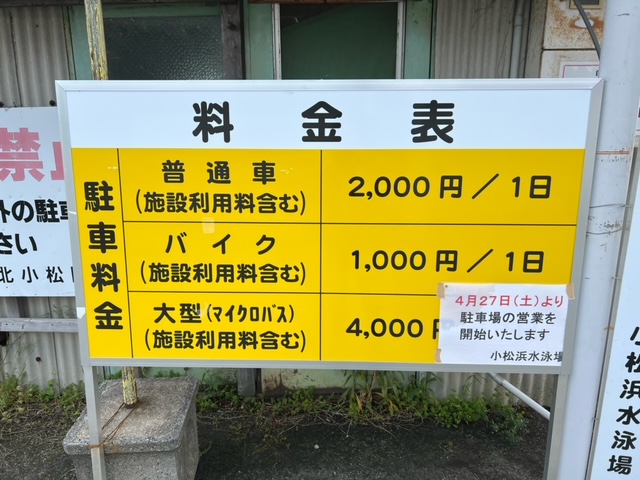 料金表
駐車料金
普通車
(施設利用料含む)
2,000円／1日
バイク
(施設利用料含む)
1,000円／1日
大型(マイクロバス)
(施設利用料含む)
4,000円
4月27日(土)より
駐車場の営業を
開始いたします
小松浜水泳場
禁止
外の駐車
さい
北小松
小松浜水泳場